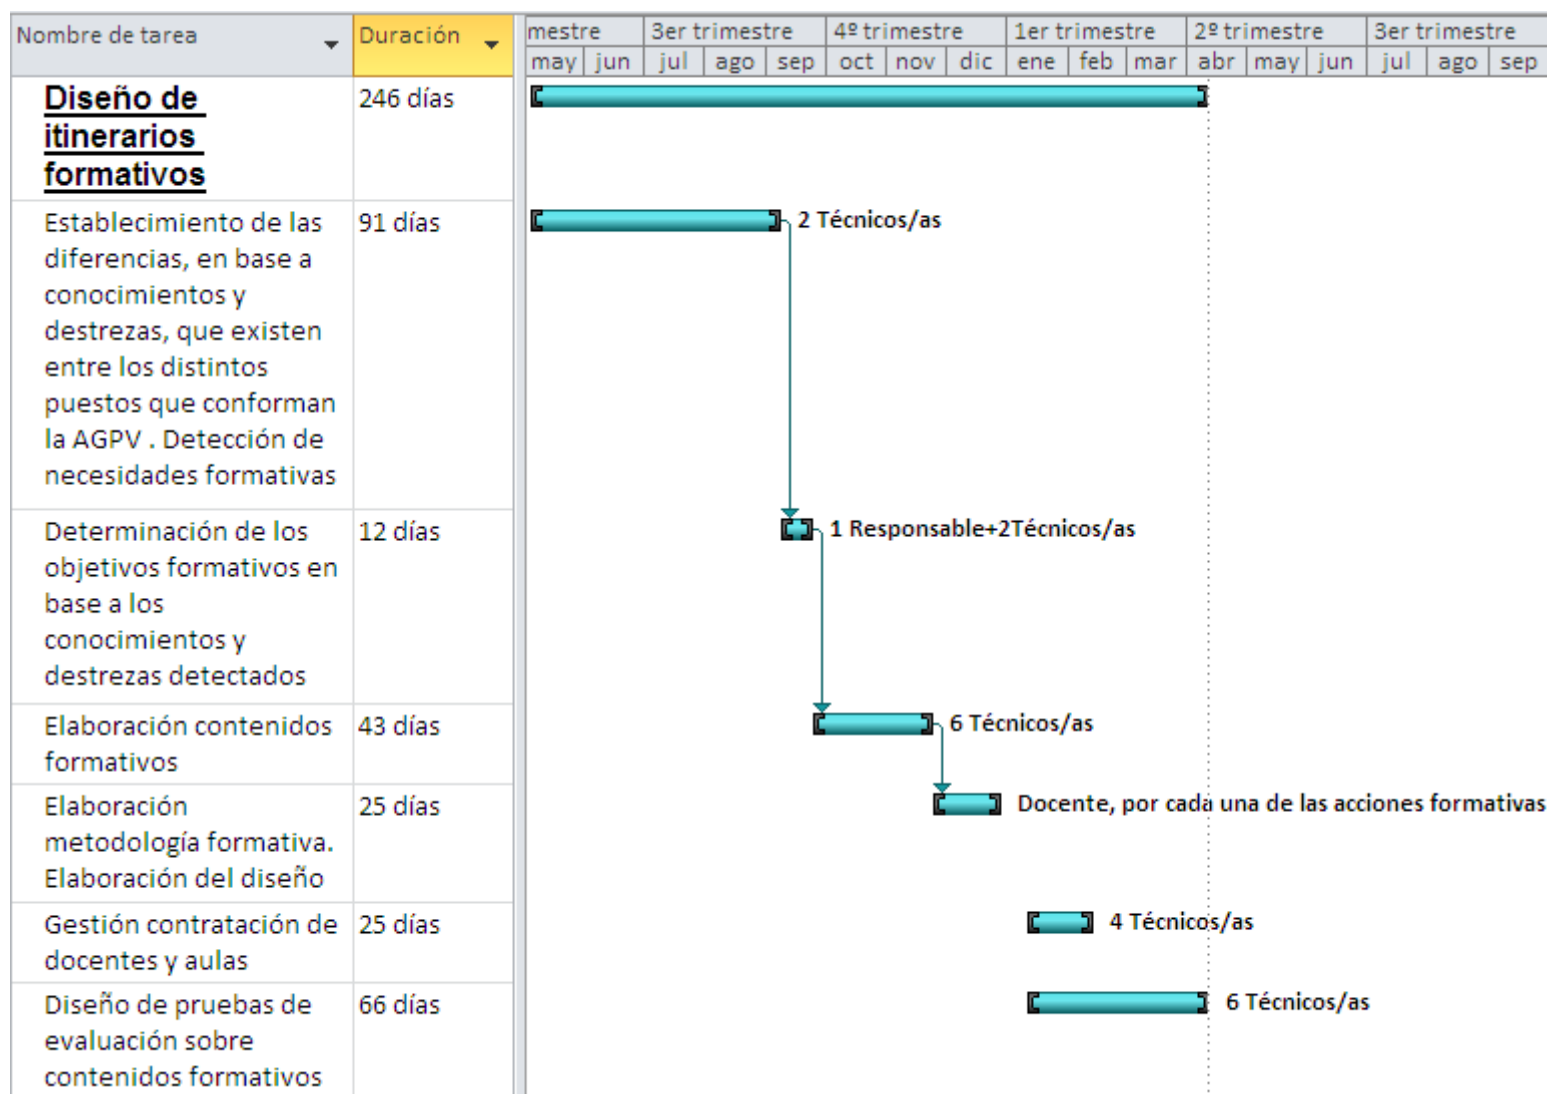 Nombre de tarea
Duración
mestre
3er trimestre
4º trimestre
1er trimestre
2º trimestre
3er trimestre
may
jun
jul
ago
sep
oct
nov
dic
ene
feb
mar
abr
may
jun
jul
ago
sep
Diseño de
itinerarios
formativos
246 días
Establecimiento de las
diferencias, en base a
conocimientos y
destrezas, que existen
entre los distintos
puestos que conforman
la AGPV . Detección de
necesidades formativas
91 días
2 Técnicos/as
Determinación de los
objetivos formativos en
base a los
conocimientos y
destrezas detectados
12 días
1 Responsable+2Técnicos/as
Elaboración contenidos
formativos
43 días
6 Técnicos/as
Elaboración
metodología formativa.
Elaboración del diseño
25 días
Docente, por cada una de las acciones formativas
Gestión contratación de
docentes y aulas
25 días
4 Técnicos/as
Diseño de pruebas de
evaluación sobre
contenidos formativos
66 días
6 Técnicos/as